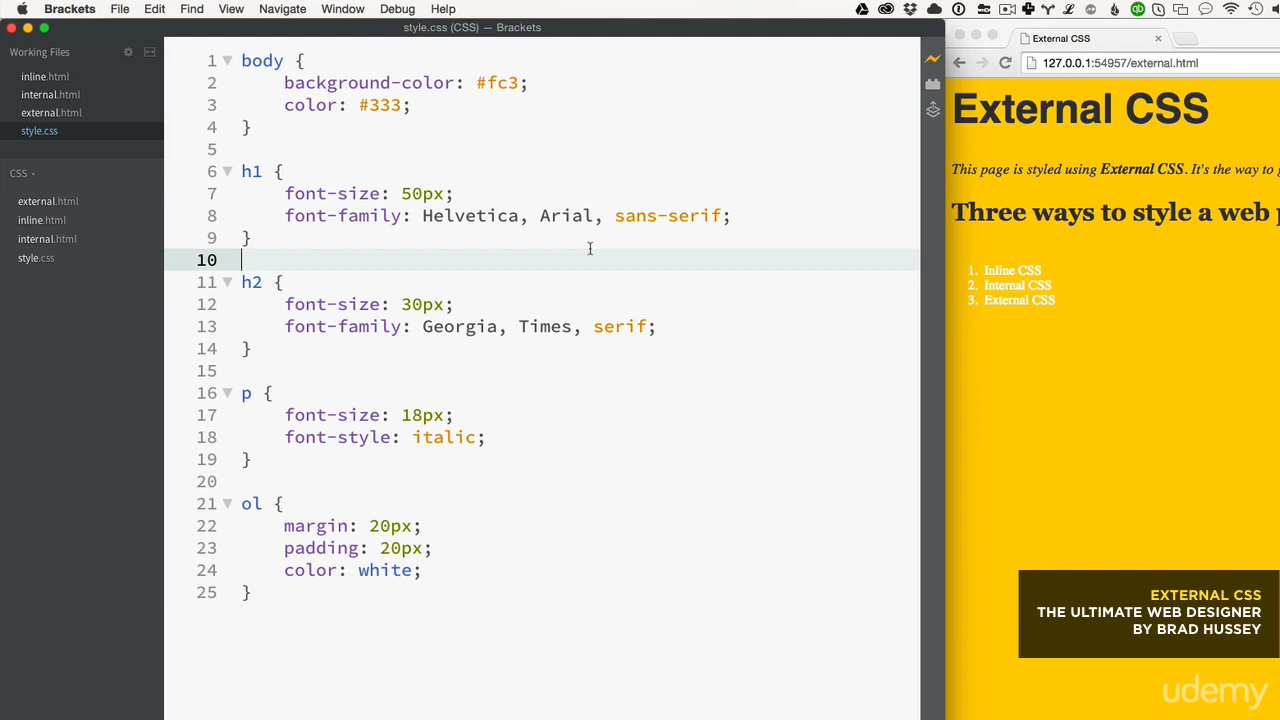 Brackets File Edit View Navigate Window Debug Help
style.css (CSS) — Brackets
Working Files
inline.html
internal.html
external.html
style.css
CSS
external.html
inline.html
internal.html
style.css
1 body {
2 background-color: #fc3;
3 color: #333;
4 }
5
6 h1 {
7 font-size: 50px;
8 font-family: Helvetica, Arial, sans-serif;
9 }
10
11 h2 {
12 font-size: 30px;
13 font-family: Georgia, Times, serif;
14 }
15
16 p {
17 font-size: 18px;
18 font-style: italic;
19 }
20
21 ol {
22 margin: 20px;
23 padding: 20px;
24 color: white;
25 }
External CSS
127.0.0.1:54957/external.html
External CSS
This page is styled using External CSS. It's the way to
Three ways to style a web
1. Inline CSS
2. Internal CSS
3. External CSS
EXTERNAL CSS
THE ULTIMATE WEB DESIGNER
BY BRAD HUSSEY
udemy